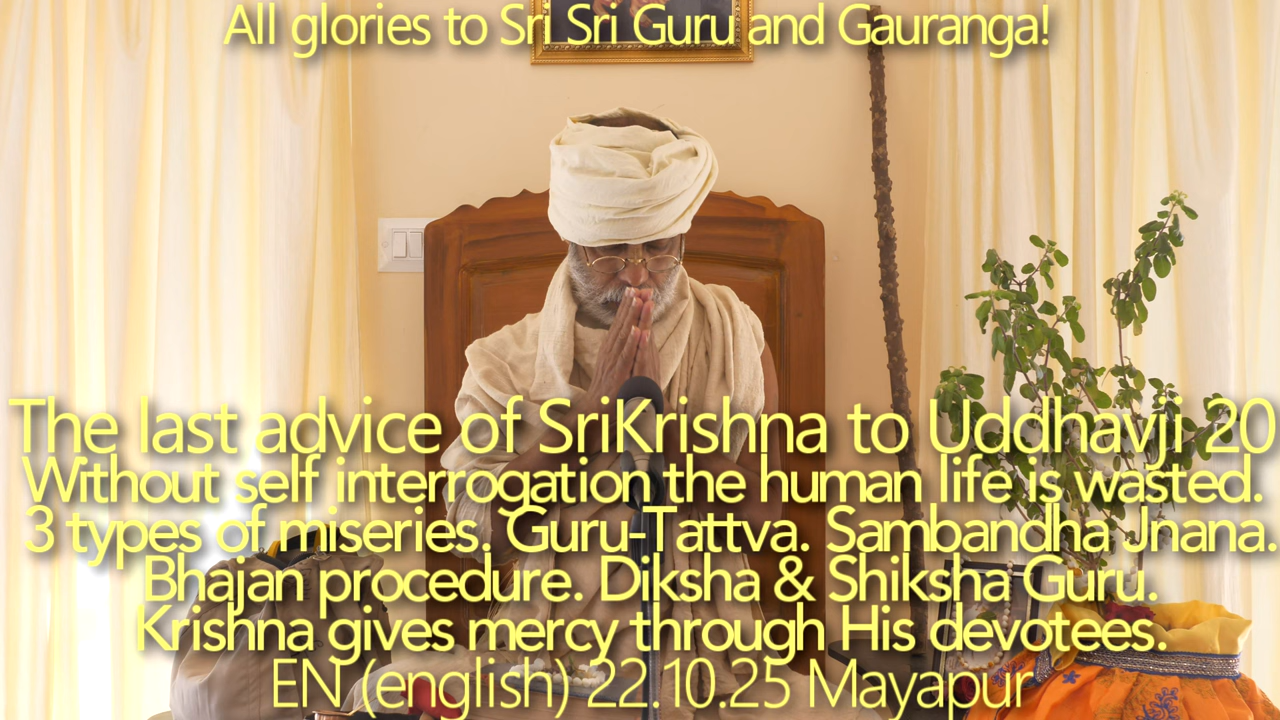 All glories to Sri Sri Guru and Gauranga!
The last advice of SriKrishna to Uddhavji 20
Without self interrogation the human life is wasted.
3 types of miseries. Guru-Tattva. Sambandha Jnana.
Bhajan procedure. Diksha & Shiksha Guru.
Krishna gives mercy through His devotees.
EN (english) 22.10.25 Mayapur